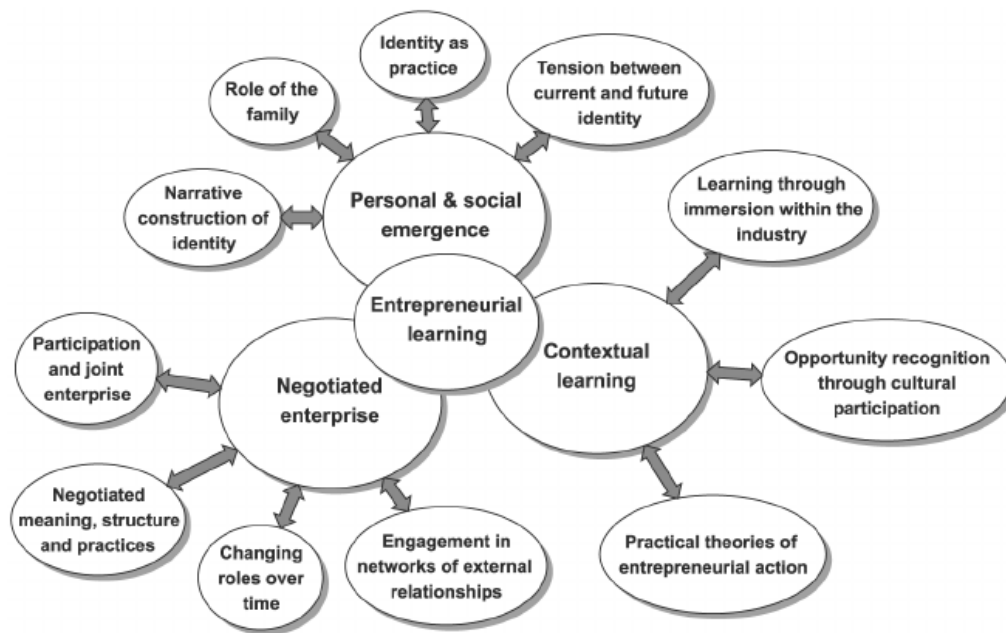 Identity as
practice
Role of the
family
Tension between
current and future
identity
Narrative
construction of
identity
Personal & social
emergence
Learning through
immersion within the
industry
Entrepreneurial
learning
Contextual
learning
Opportunity recognition
through cultural
participation
Participation
and joint
enterprise
Negotiated
enterprise
Negotiated
meaning, structure
and practices
Changing
roles over
time
Engagement in
networks of external
relationships
Practical theories of
entrepreneurial action